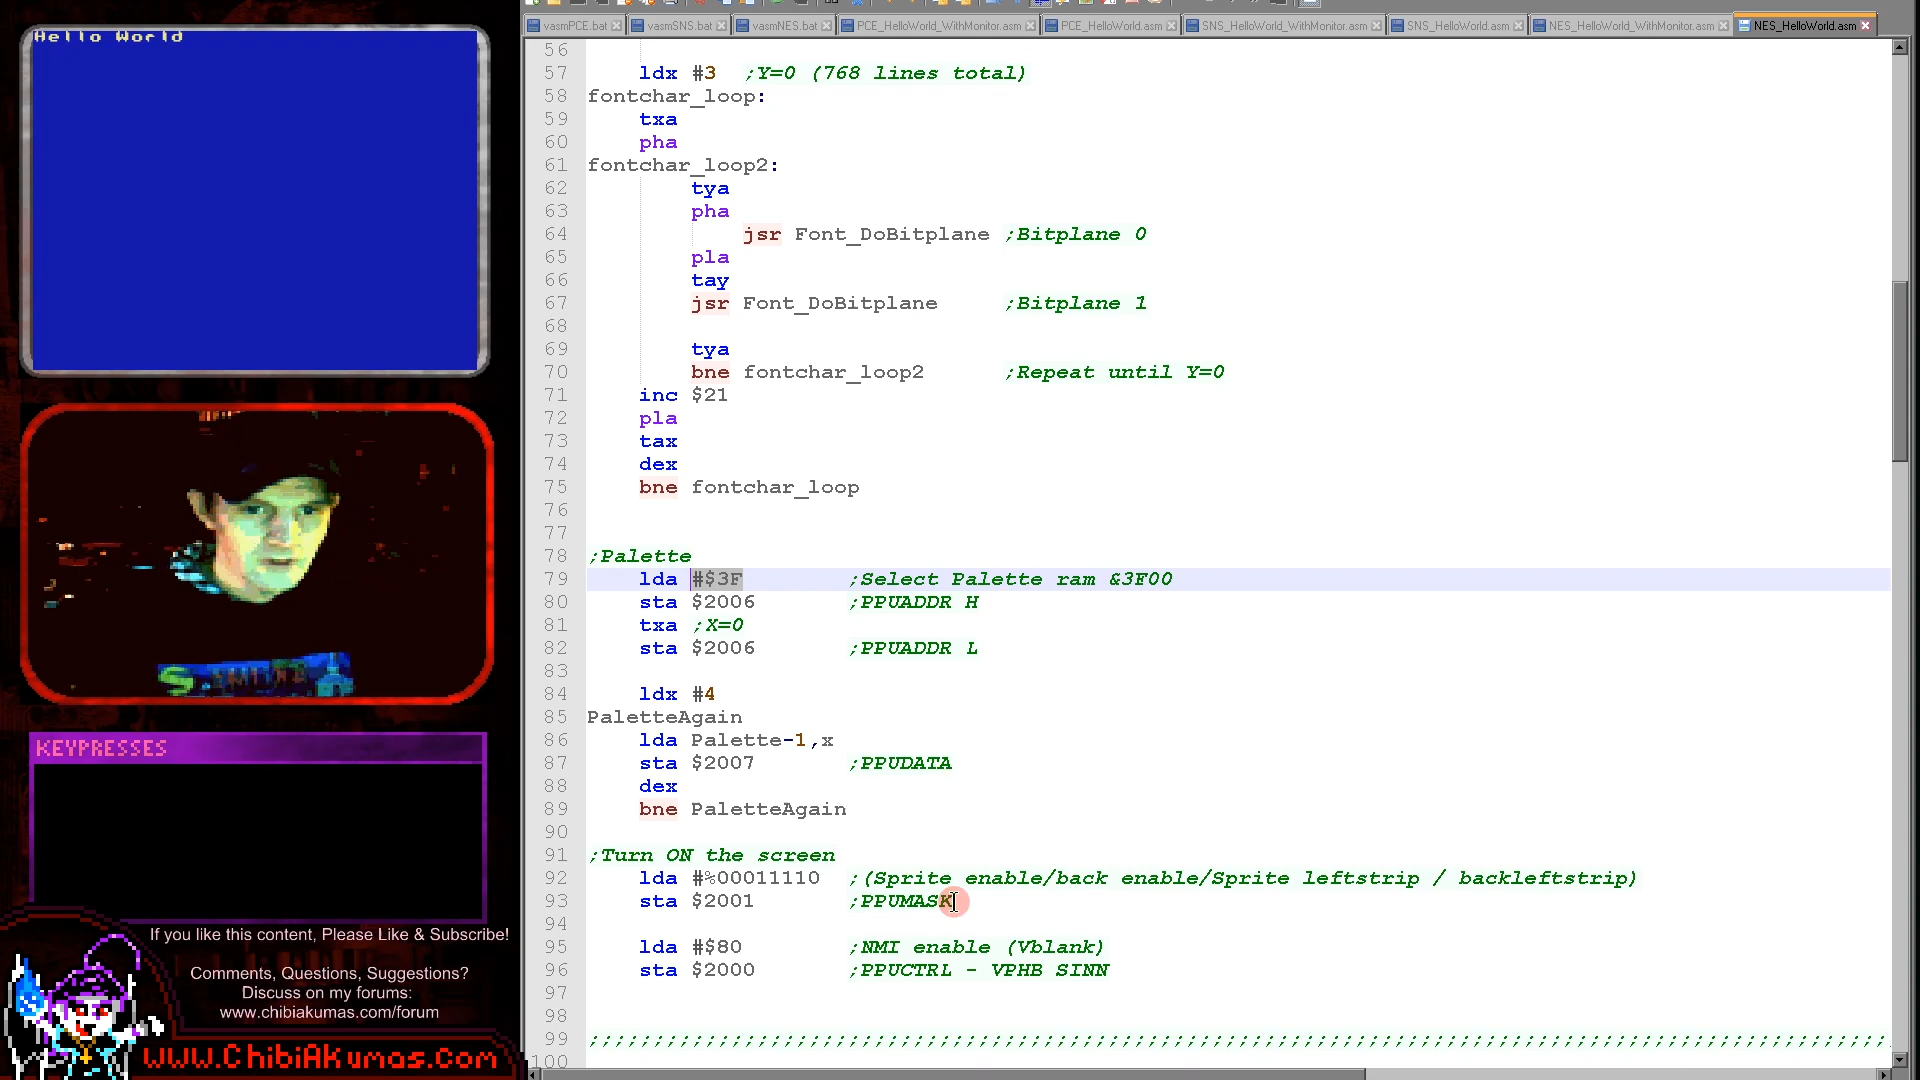 Hello World
vasmPCE.bat
vasmSNS.bat
vasmNES.bat
PCE_HelloWorld_WithMonitor.asm
PCE_HelloWorld.asm
SNS_HelloWorld_WithMonitor.asm
SNS_HelloWorld.asm
NES_HelloWorld_WithMonitor.asm
NES_HelloWorld.asm
56
57 ldx #3 ;Y=0 (768 lines total)
58 fontchar_loop:
59 txa
60 pha
61 fontchar_loop2:
62 tya
63 pha
64 jsr Font_DoBitplane ;Bitplane 0
65 pla
66 tay
67 jsr Font_DoBitplane ;Bitplane 1
68
69 tya
70 bne fontchar_loop2 ;Repeat until Y=0
71 inc $21
72 pla
73 tax
74 dex
75 bne fontchar_loop
76
77
78 ;Palette
79 lda #$3F ;Select Palette ram &3F00
80 sta $2006 ;PPUADDR H
81 txa ;X=0
82 sta $2006 ;PPUADDR L
83
84 ldx #4
85 PaletteAgain
86 lda Palette-1,x
87 sta $2007 ;PPUDATA
88 dex
89 bne PaletteAgain
90
91 ;Turn ON the screen
92 lda #%00011110 ;(Sprite enable/back enable/Sprite leftstrip / backleftstrip)
93 sta $2001 ;PPUMASK
94
95 lda #$80 ;NMI enable (Vblank)
96 sta $2000 ;PPUCTRL - VPHB SINN
97
98
99 ;;;;;;;;;;;;;;;;;;;;;;;;;;;;;;;;;;;;;;;;;;;;;;;;;;;;;;;;;;;;;;;;;;;;;;;;;;;;;;;;;;;;;;;;;;;;;;;;;;;;
100
KEYPRESSES
If you like this content, Please Like & Subscribe!
Comments, Questions, Suggestions?
Discuss on my forums:
www.chibiakumas.com/forum
www.ChibiAkumas.com